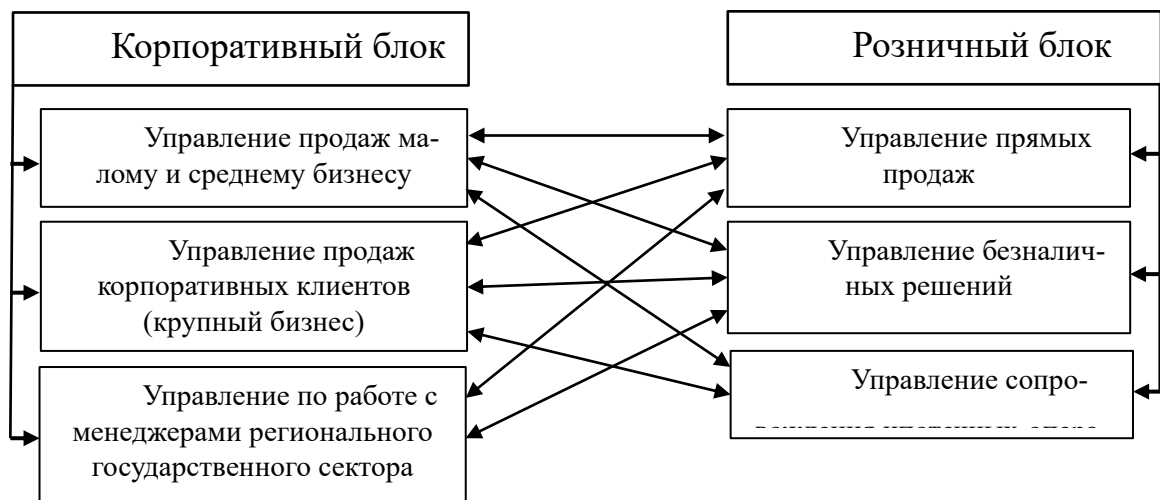 Корпоративный блок
Розничный блок
Управление продаж ма-
лому и среднему бизнесу
Управление прямых
продаж
Управление продаж
корпоративных клиентов
(крупный бизнес)
Управление безналич-
ных решений
Управление по работе с
менеджерами регионального
государственного сектора
Управление сопро-